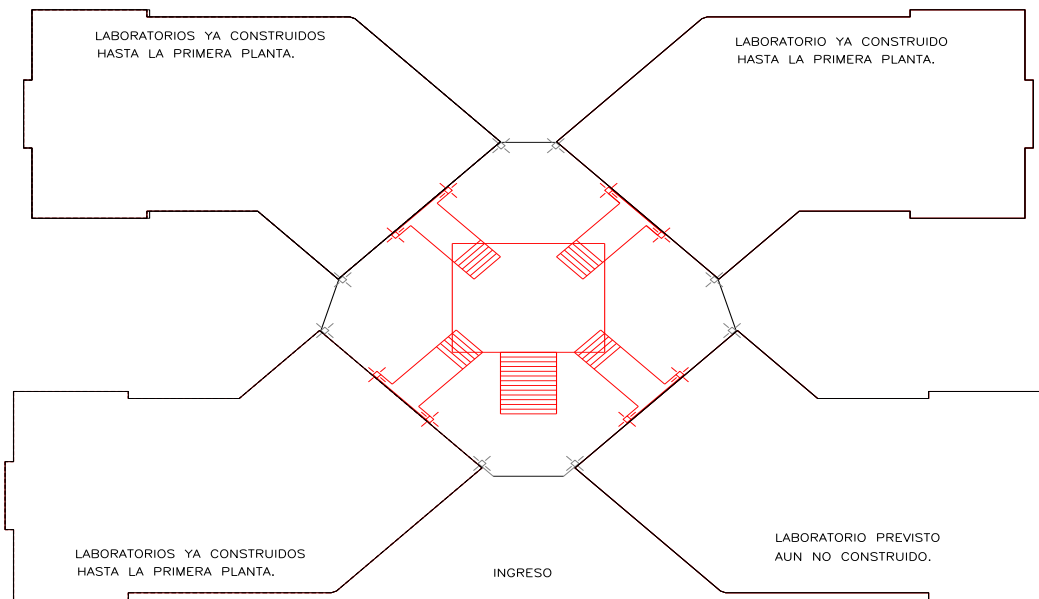 LABORATORIOS YA CONSTRUIDOS
HASTA LA PRIMERA PLANTA.
LABORATORIO YA CONSTRUIDO
HASTA LA PRIMERA PLANTA.
LABORATORIOS YA CONSTRUIDOS
HASTA LA PRIMERA PLANTA.
INGRESO
LABORATORIO PREVISTO
AUN NO CONSTRUIDO.